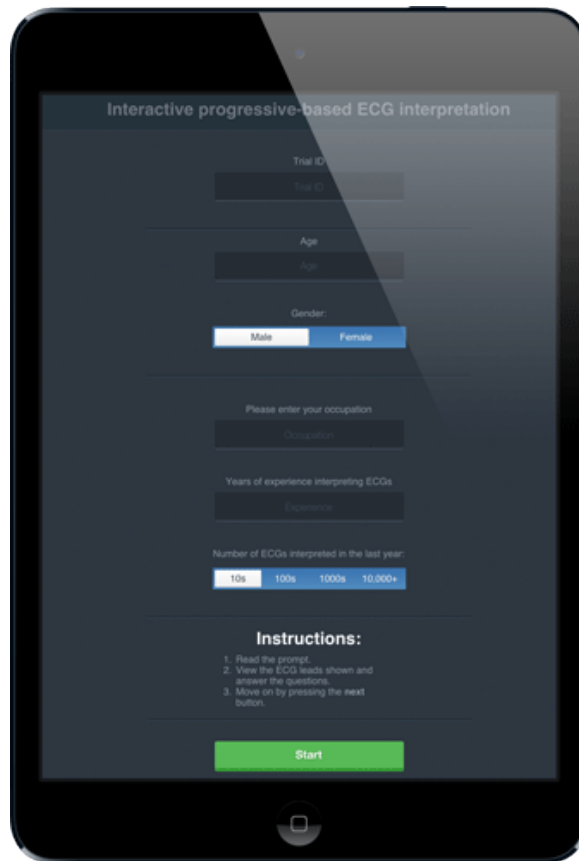 Interactive progressive-based ECG interpretation
Trial ID
Trial ID
Age
Age
Gender:
Male Female
Please enter your occupation
Occupation
Years of experience interpreting ECGs
Experience
Number of ECGs interpreted in the last year:
10s 100s 1000s 10,000+
Instructions:
1. Read the prompt.
2. View the ECG leads shown and
answer the questions.
3. Move on by pressing the next
button.
Start